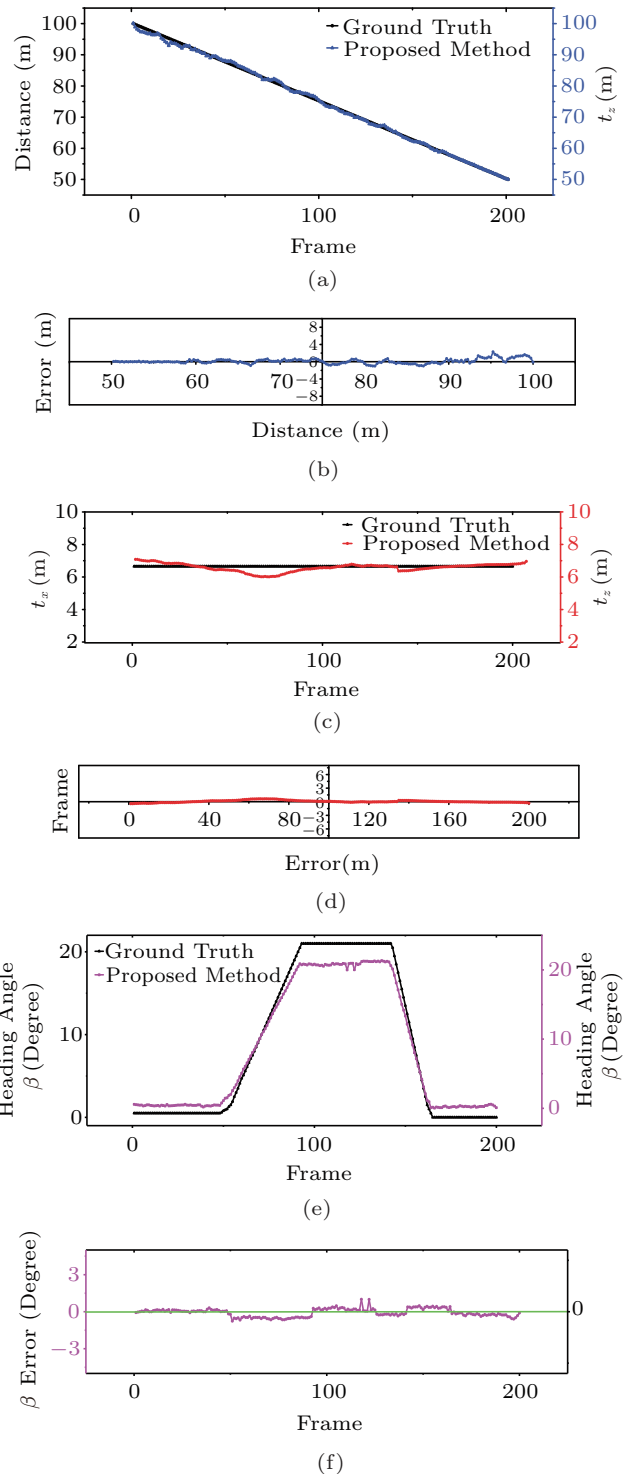 100
90
80
70
60
50
Distance (m)
Ground Truth
Proposed Method
100
90
80
70
60
50
t_z (m)
0
100
200
Frame
(a)
Error (m)
8
4
0
−4
−8
50
60
70
80
90
100
Distance (m)
(b)
10
8
6
4
2
t_x (m)
Ground Truth
Proposed Method
10
8
6
4
2
t_z (m)
0
100
200
Frame
(c)
Frame
6
3
0
−3
−6
0
40
80
120
160
200
Error(m)
(d)
20
10
0
Heading Angle
β (Degree)
Ground Truth
Proposed Method
20
10
0
Heading Angle
β (Degree)
0
100
200
Frame
(e)
β Error (Degree)
3
0
−3
0
0
100
200
Frame
(f)